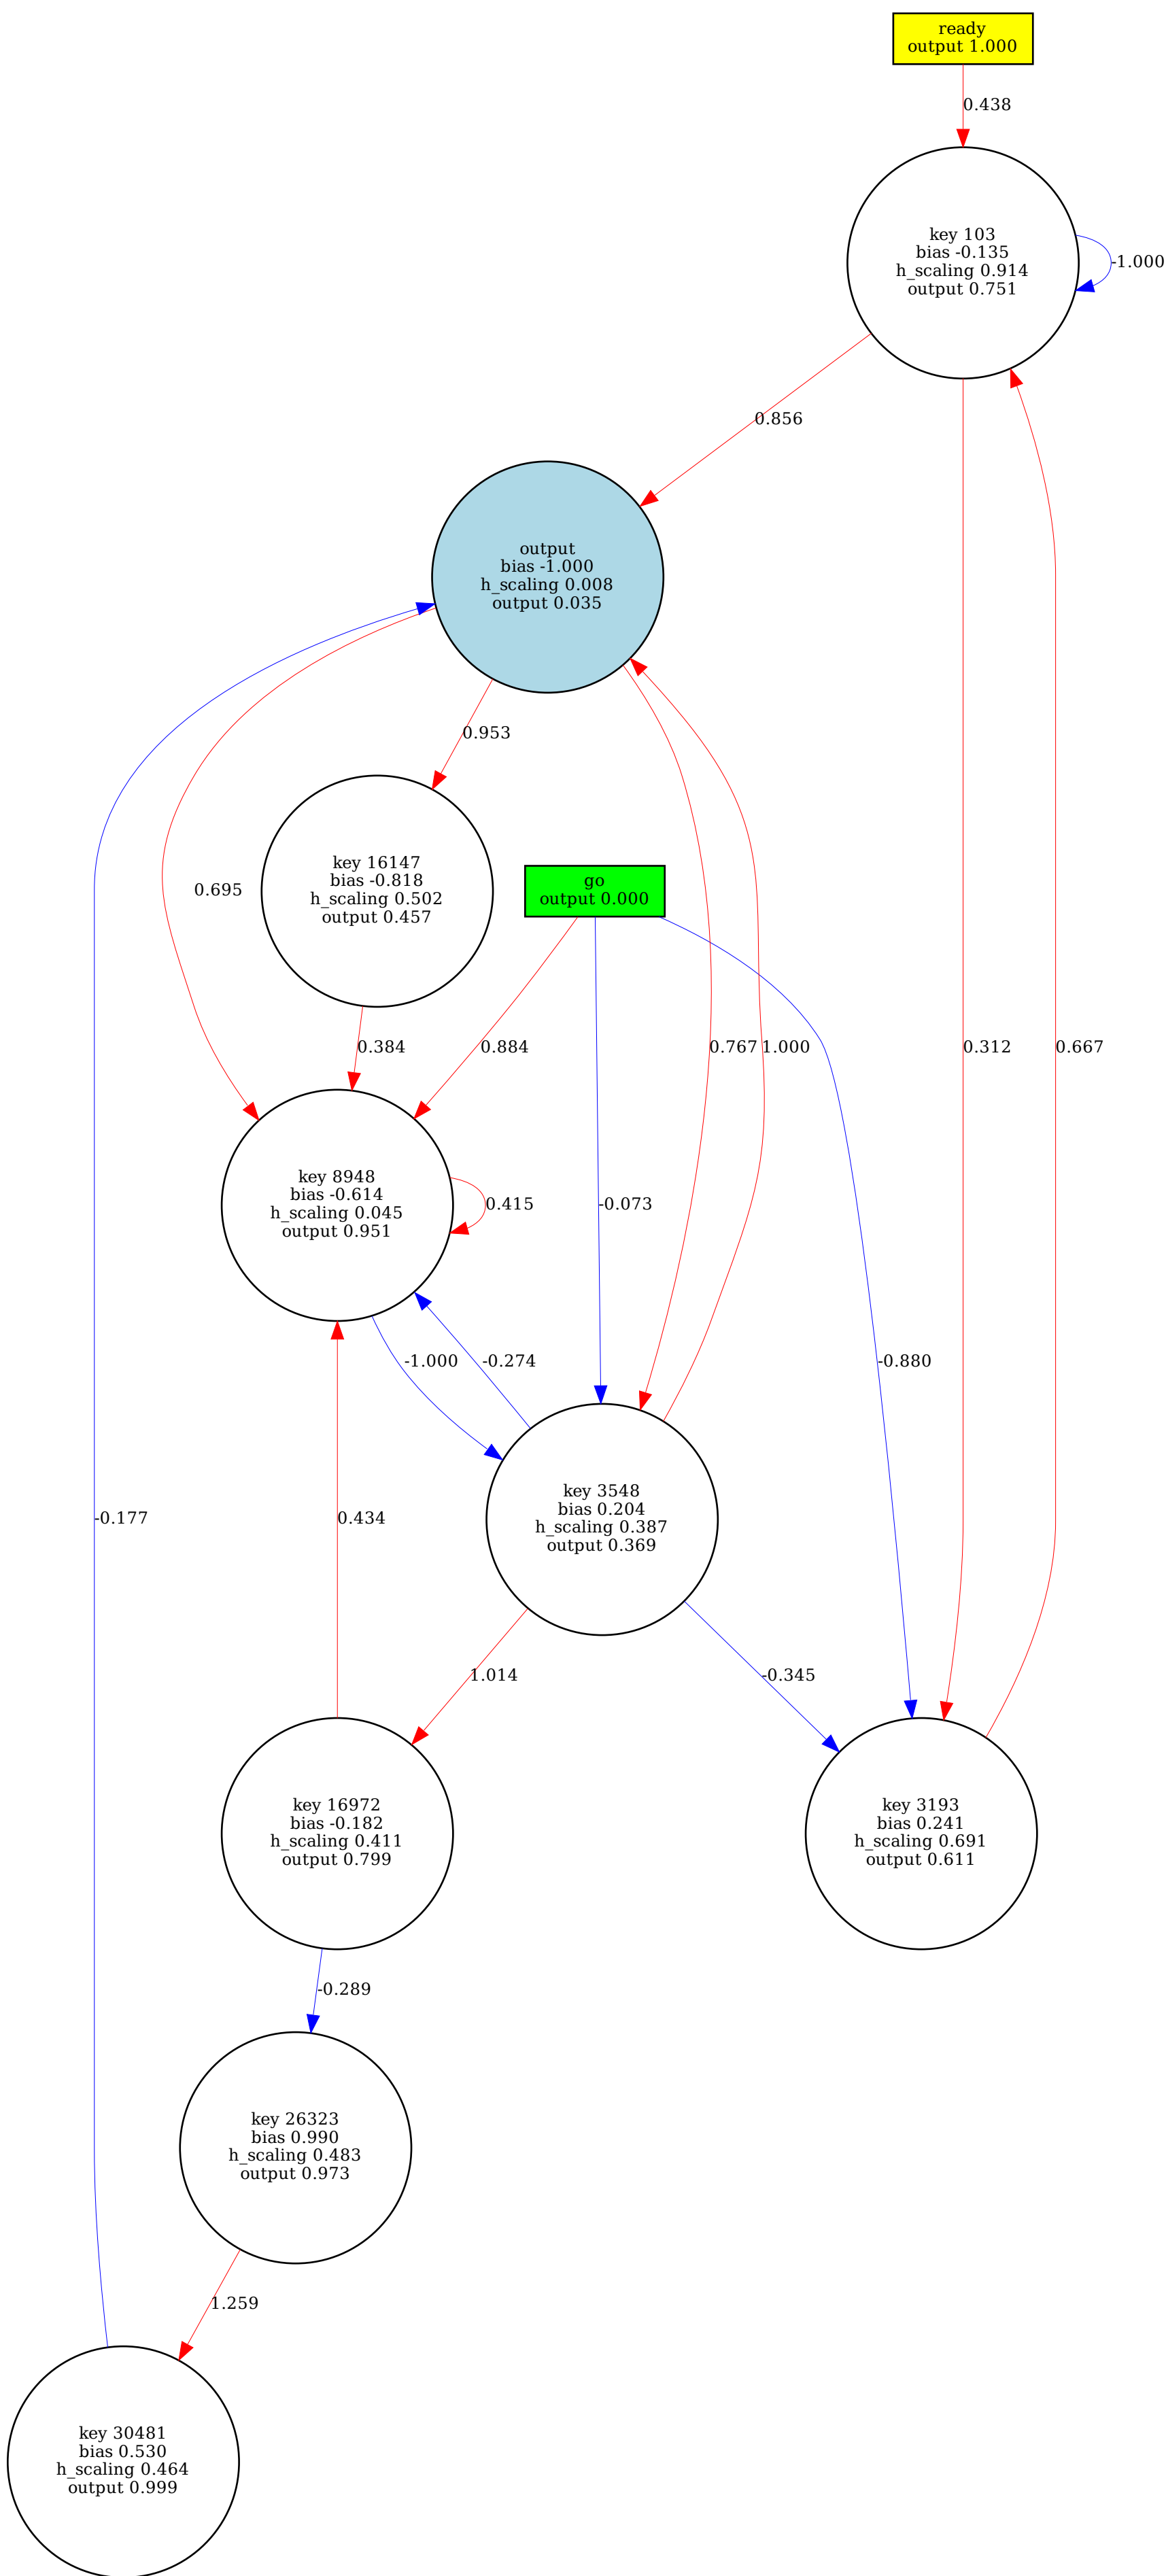 ready
output 1.000
0.438
key 103
bias -0.135
h_scaling 0.914
output 0.751
-1.000
0.856
output
bias -1.000
h_scaling 0.008
output 0.035
0.953
key 16147
bias -0.818
h_scaling 0.502
output 0.457
go
output 0.000
0.695
0.384
0.884
0.767
1.000
0.312
0.667
key 8948
bias -0.614
h_scaling 0.045
output 0.951
0.415
-0.073
-1.000
-0.274
-0.880
-0.177
0.434
key 3548
bias 0.204
h_scaling 0.387
output 0.369
1.014
-0.345
key 16972
bias -0.182
h_scaling 0.411
output 0.799
key 3193
bias 0.241
h_scaling 0.691
output 0.611
-0.289
key 26323
bias 0.990
h_scaling 0.483
output 0.973
1.259
key 30481
bias 0.530
h_scaling 0.464
output 0.999